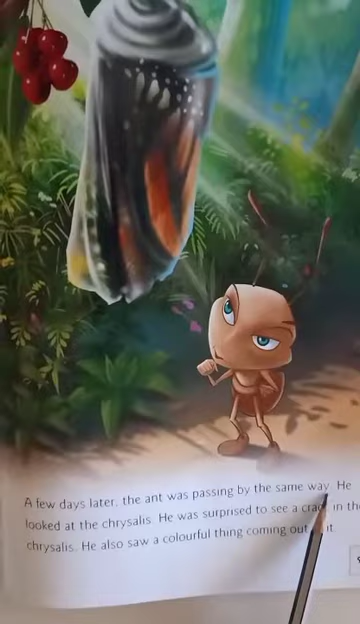 A few days later, the ant was passing by the same way. He
looked at the chrysalis. He was surprised to see a crack in the
chrysalis. He also saw a colourful thing coming out it.